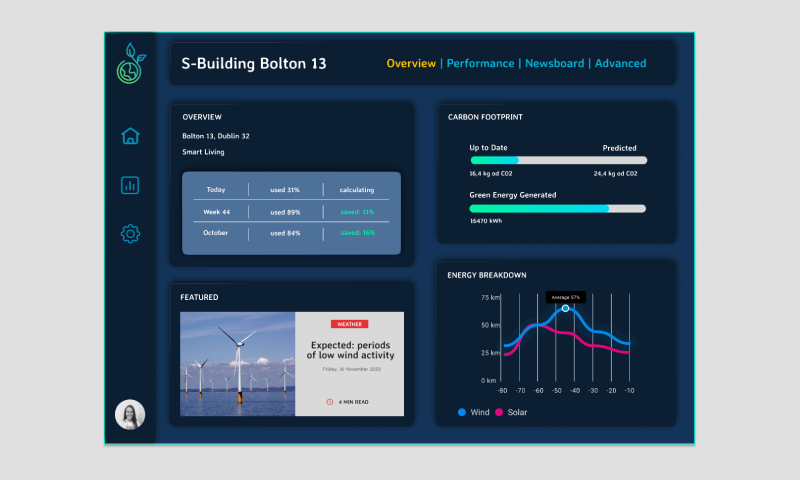 S-Building Bolton 13
Overview | Performance | Newsboard | Advanced
OVERVIEW
Bolton 13, Dublin 32
Smart Living
Today used 31% calculating
Week 44 used 89% saved: 11%
October used 84% saved: 16%
FEATURED
WEATHER
Expected: periods
of low wind activity
Friday, 16 November 2020
4 MIN READ
CARBON FOOTPRINT
Up to Date Predicted
16,4 kg od CO2 24,4 kg od CO2
Green Energy Generated
16470 kWh
ENERGY BREAKDOWN
Average 57%
75 km
50 km
25 km
0 km
-80 -70 -60 -50 -40 -30 -20 -10
Wind Solar